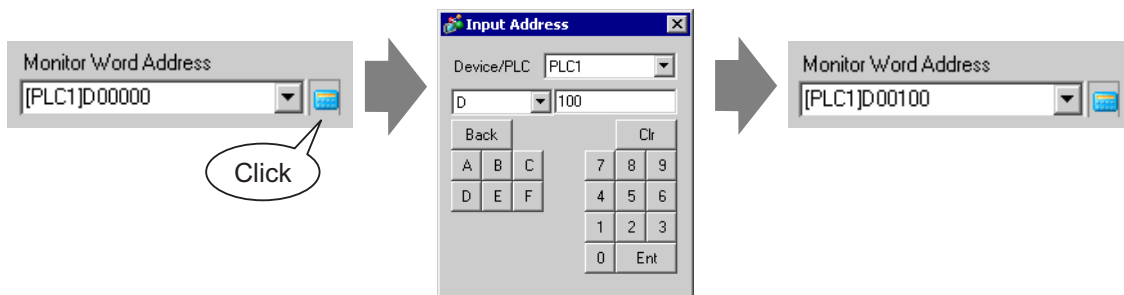 Monitor Word Address
[PLC1]D00000
Click
Input Address
Device/PLC PLC1
D 100
Back Clr
A B C 7 8 9
D E F 4 5 6
1 2 3
0 Ent
Monitor Word Address
[PLC1]D00100